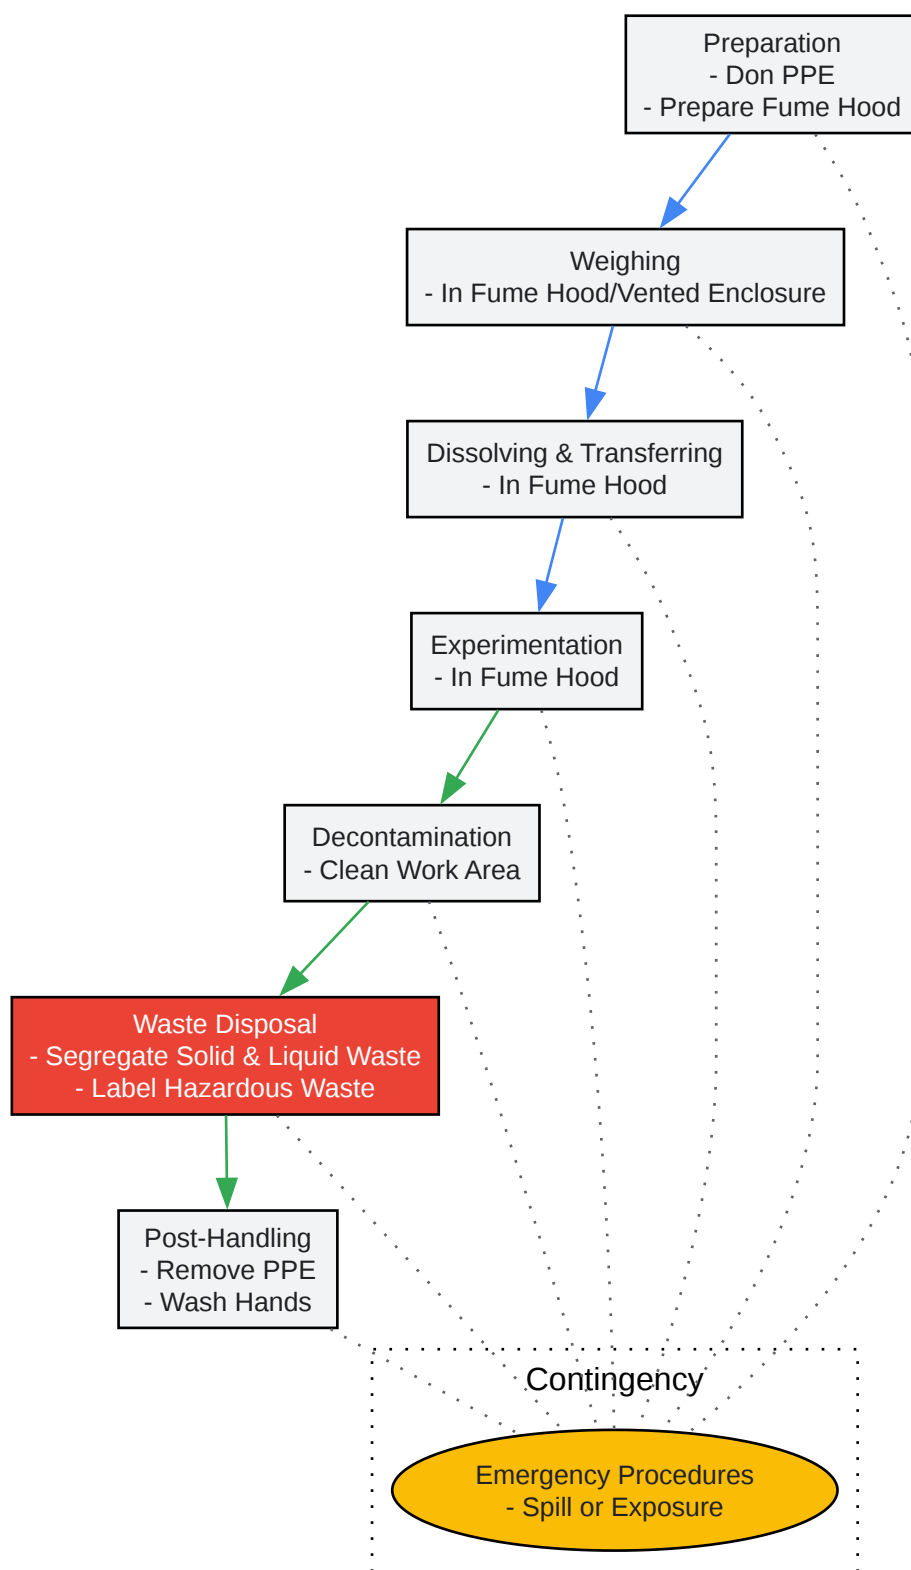 Preparation
- Don PPE
- Prepare Fume Hood
Weighing
- In Fume Hood/Vented Enclosure
Dissolving & Transferring
- In Fume Hood
Experimentation
- In Fume Hood
Decontamination
- Clean Work Area
Waste Disposal
- Segregate Solid & Liquid Waste
- Label Hazardous Waste
Post-Handling
- Remove PPE
- Wash Hands
Contingency
Emergency Procedures
- Spill or Exposure